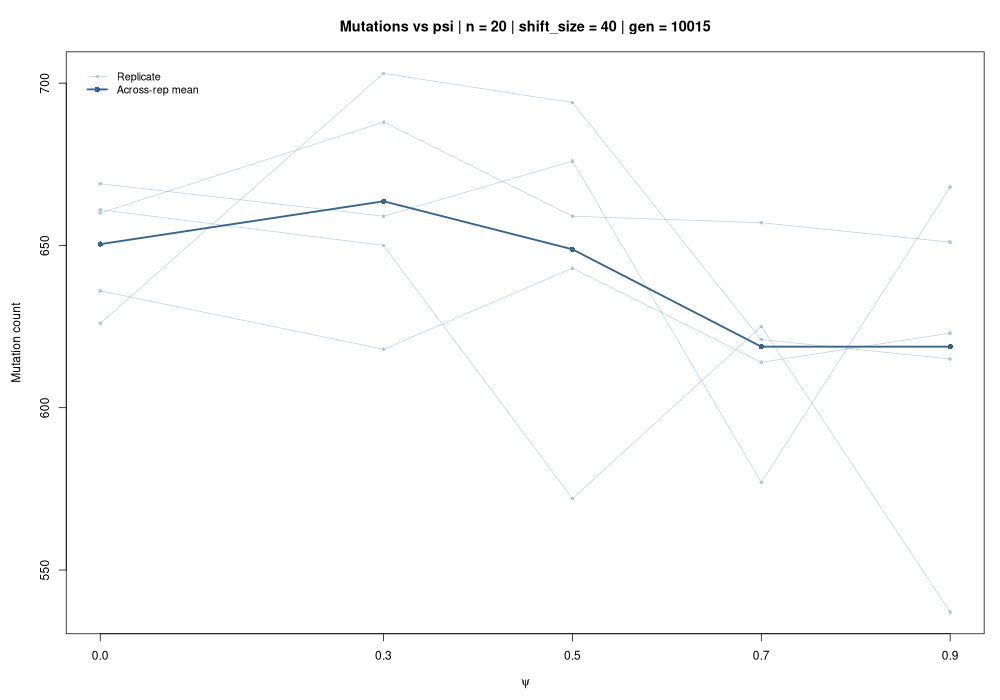 Mutations vs psi | n = 20 | shift_size = 40 | gen = 10015
Replicate
Across-rep mean
Mutation count
700
650
600
550
0.0 0.3 0.5 0.7 0.9
ψ